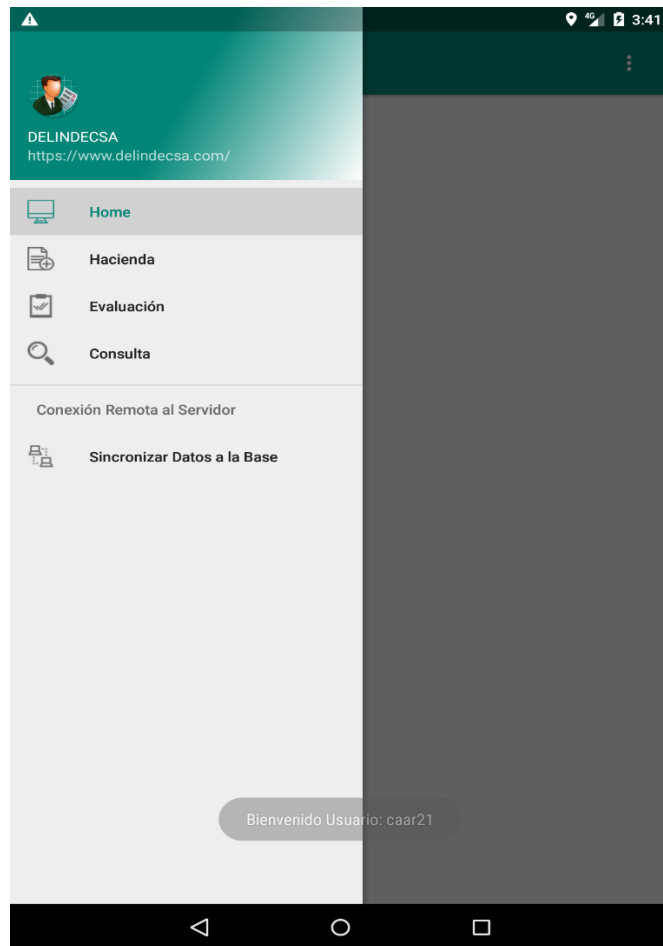 4G 3:41
DELINDECSA
https://www.delindecsa.com/
Home
Hacienda
Evaluación
Consulta
Conexión Remota al Servidor
Sincronizar Datos a la Base
Bienvenido Usuario: caar21